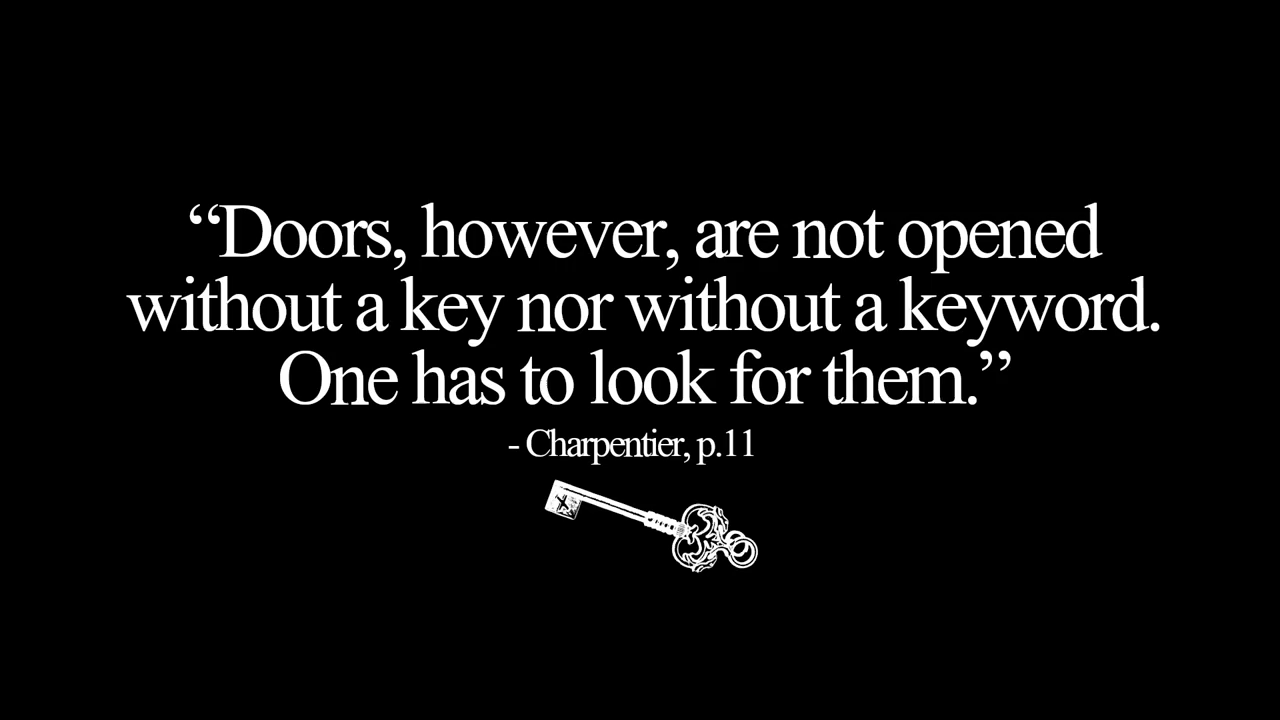 “Doors, however, are not opened
without a key nor without a keyword.
One has to look for them.”
- Charpentier, p.11